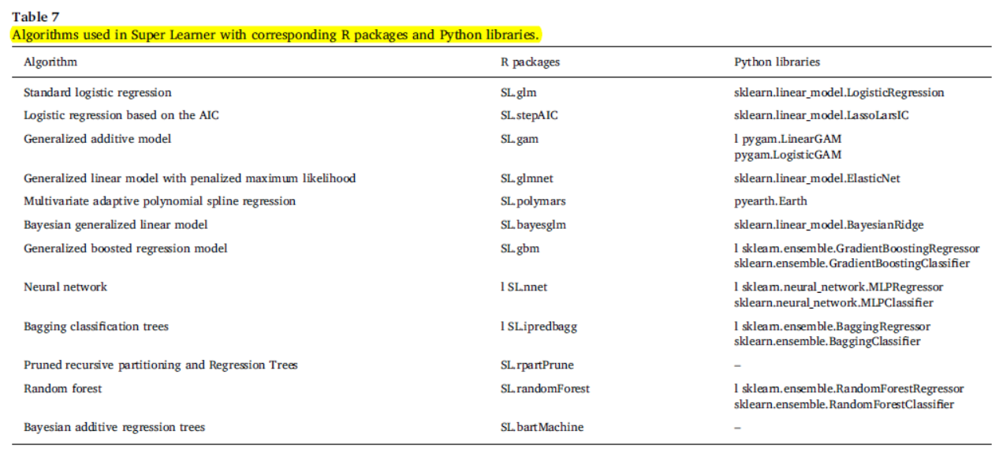 Table 7
Algorithms used in Super Learner with corresponding R packages and Python libraries.
Algorithm R packages Python libraries
Standard logistic regression SL.glm sklearn.linear_model.LogisticRegression
Logistic regression based on the AIC SL.stepAIC sklearn.linear_model.LassoLarsIC
Generalized additive model SL.gam l pygam.LinearGAM
pygam.LogisticGAM
Generalized linear model with penalized maximum likelihood SL.glmnet sklearn.linear_model.ElasticNet
Multivariate adaptive polynomial spline regression SL.polymars pyearth.Earth
Bayesian generalized linear model SL.bayesglm sklearn.linear_model.BayesianRidge
Generalized boosted regression model SL.gbm l sklearn.ensemble.GradientBoostingRegressor
sklearn.ensemble.GradientBoostingClassifier
Neural network l SL.nnet l sklearn.neural_network.MLPRegressor
sklearn.neural_network.MLPClassifier
Bagging classification trees l SL.ipredbagg l sklearn.ensemble.BaggingRegressor
sklearn.ensemble.BaggingClassifier
Pruned recursive partitioning and Regression Trees SL.rpartPrune –
Random forest SL.randomForest l sklearn.ensemble.RandomForestRegressor
sklearn.ensemble.RandomForestClassifier
Bayesian additive regression trees SL.bartMachine –